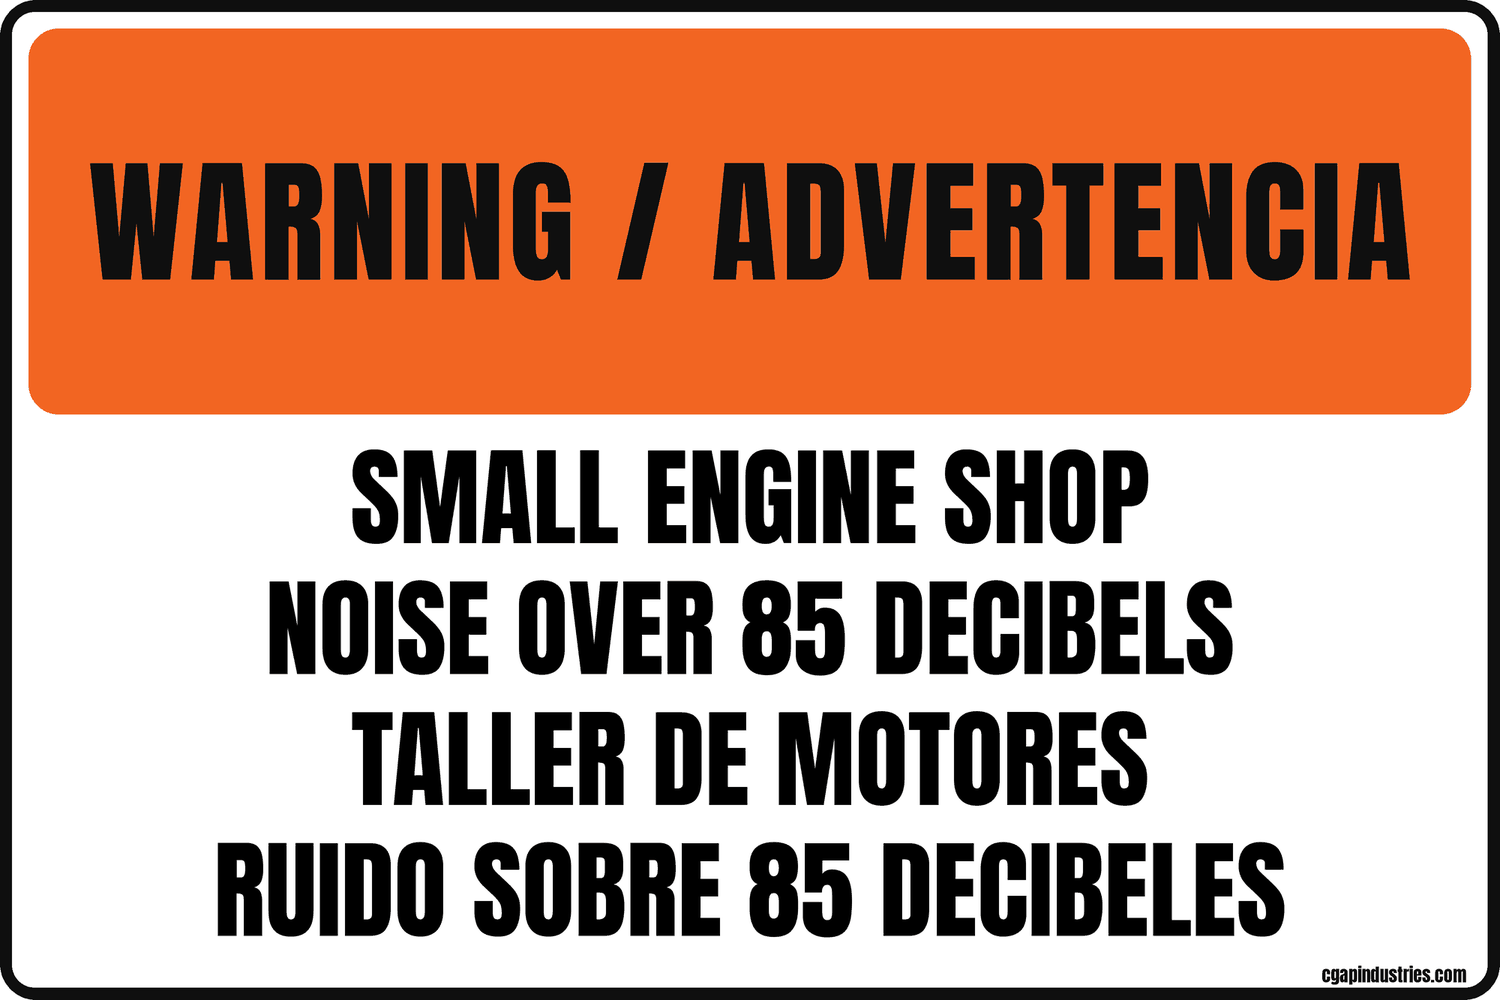 WARNING / ADVERTENCIA
SMALL ENGINE SHOP
NOISE OVER 85 DECIBELS
TALLER DE MOTORES
RUIDO SOBRE 85 DECIBELES
cgapindustries.com